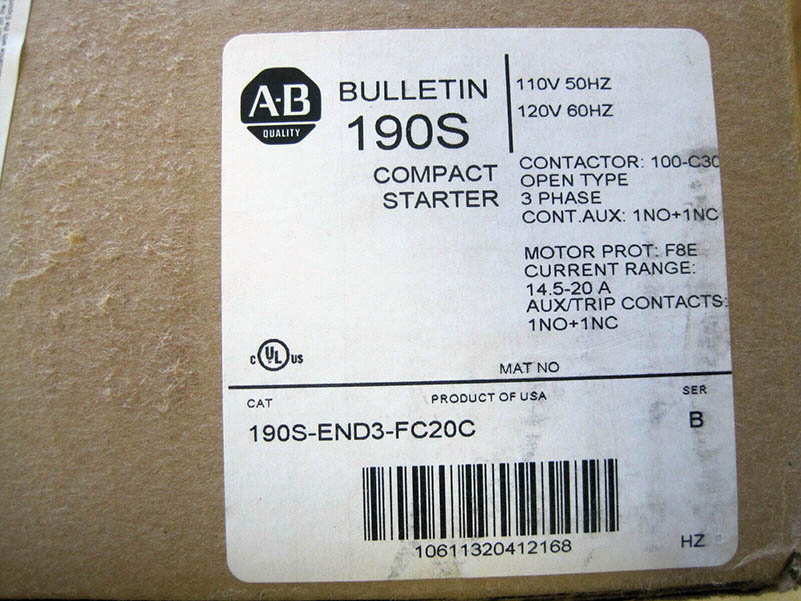 A-B
QUALITY
BULLETIN
190S
COMPACT
STARTER
110V 50HZ
120V 60HZ
CONTACTOR: 100-C30
OPEN TYPE
3 PHASE
CONT.AUX: 1NO+1NC
MOTOR PROT: F8E
CURRENT RANGE:
14.5-20 A
AUX/TRIP CONTACTS:
1NO+1NC
C UL US
MAT NO
CAT
PRODUCT OF USA
SER
190S-END3-FC20C
B
10611320412168
HZ